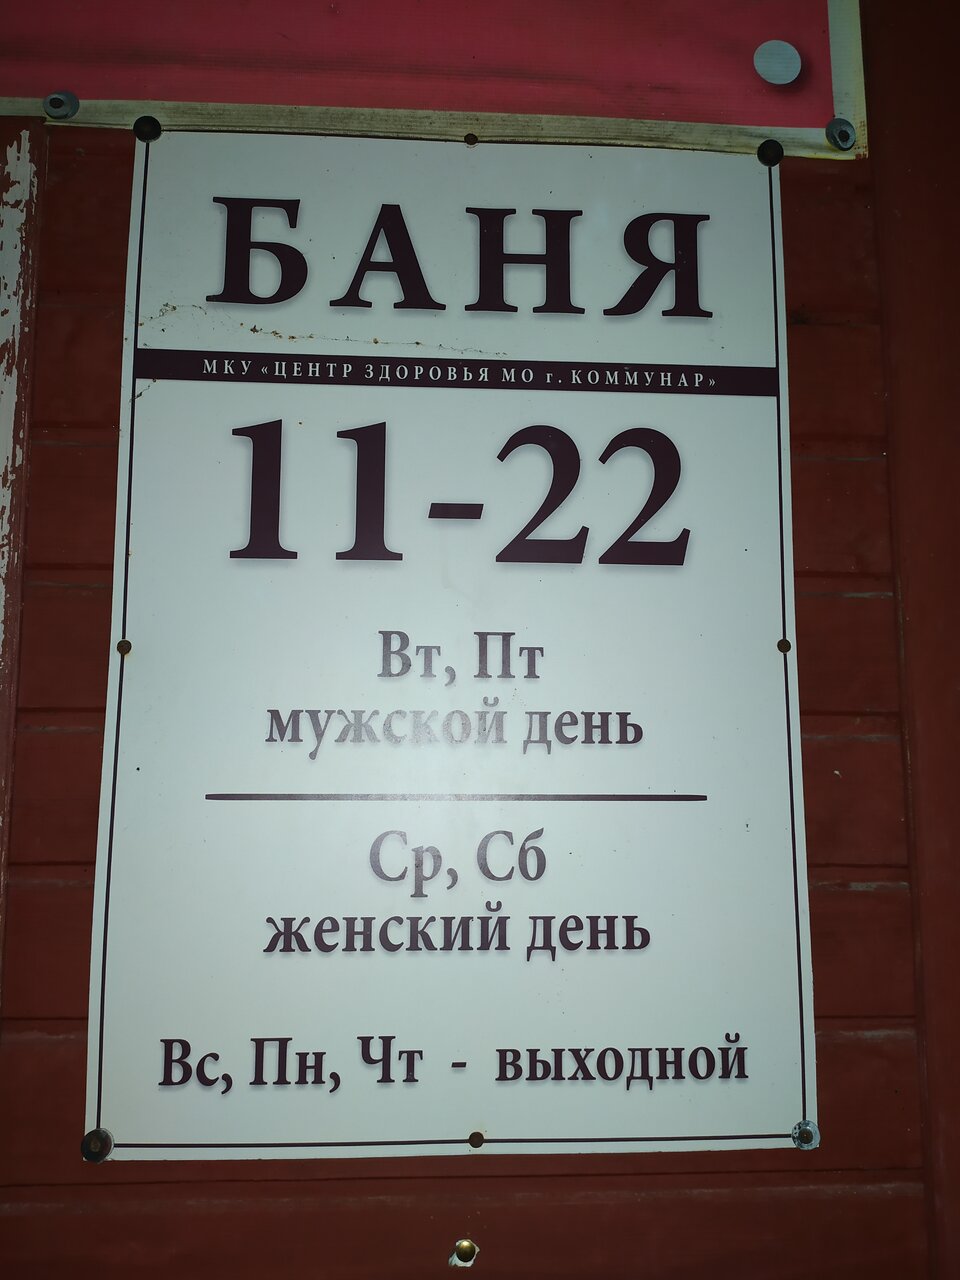 БАНЯ
МКУ «ЦЕНТР ЗДОРОВЬЯ МО г. КОММУНАР»
11-22
Вт, Пт
мужской день
Ср, Сб
женский день
Вс, Пн, Чт - выходной